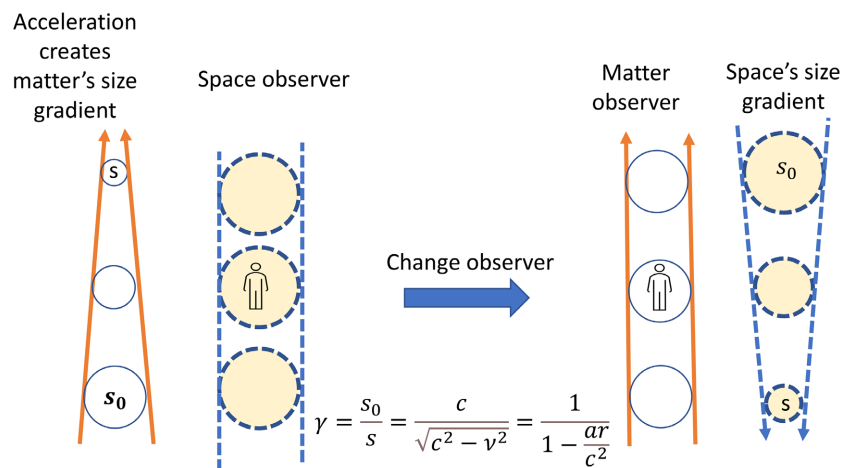 Acceleration
creates
matter's size
gradient
Space observer
s
s₀
Change observer
γ = s₀/s = c/√(c² − v²) = 1/(1 − ar/c²)
Matter
observer
Space's size
gradient
s₀
s